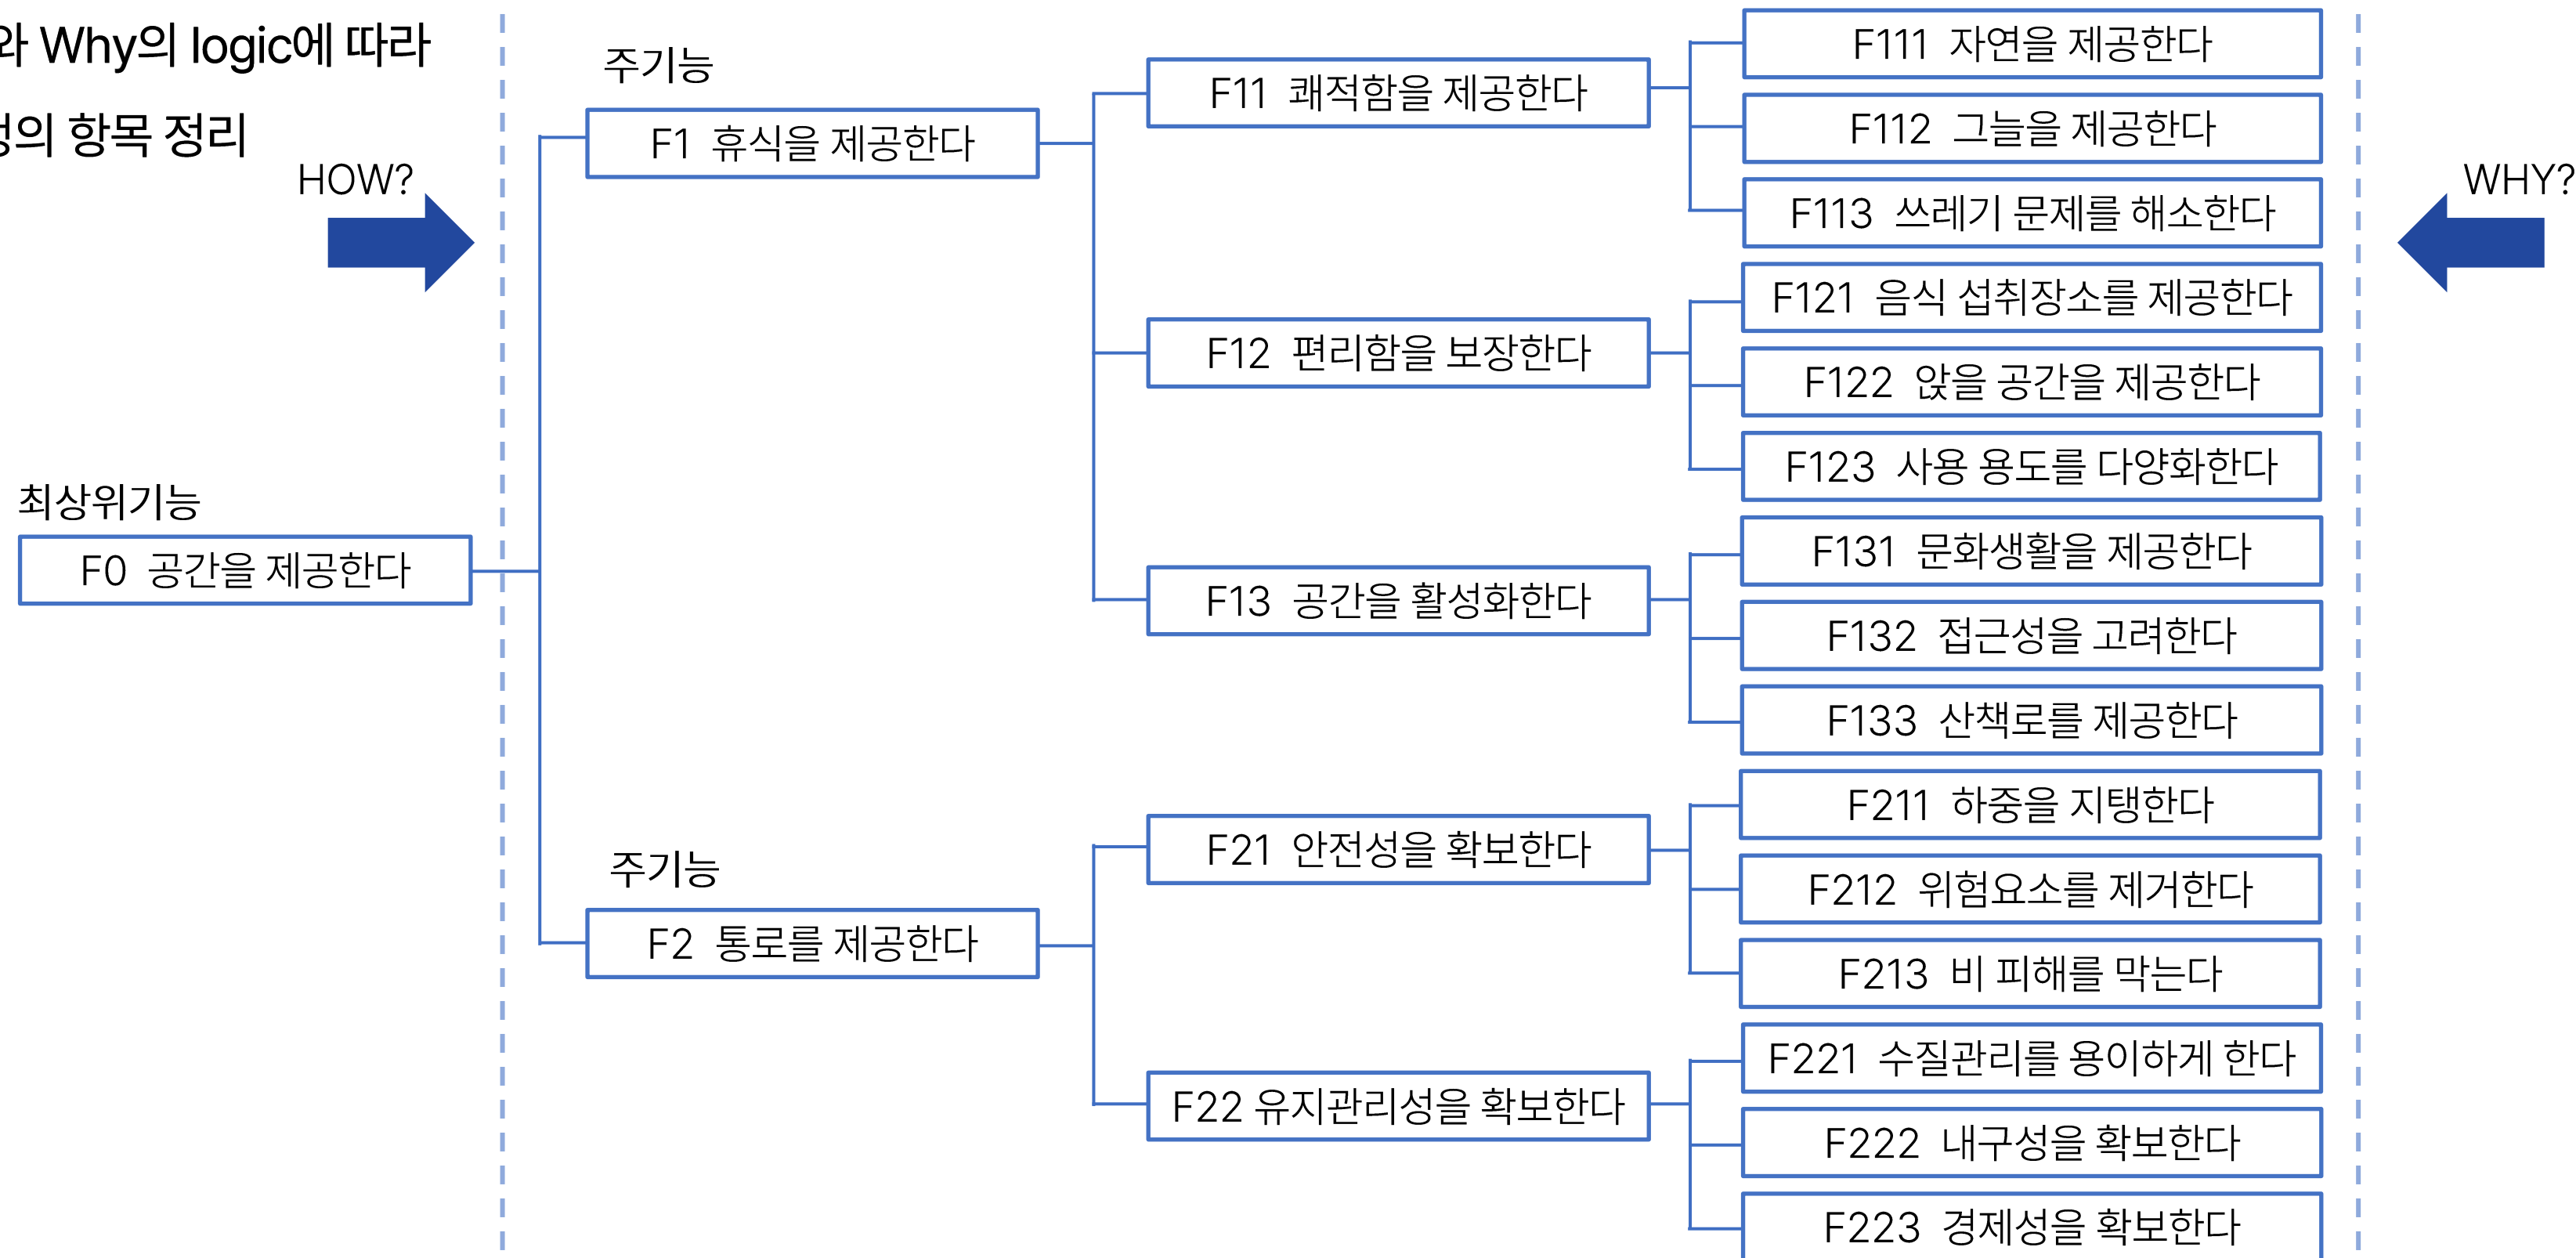 와 Why의 logic에 따라
의 항목 정리
HOW?
WHY?
최상위기능
F0 공간을 제공한다
주기능
F1 휴식을 제공한다
F11 쾌적함을 제공한다
F111 자연을 제공한다
F112 그늘을 제공한다
F113 쓰레기 문제를 해소한다
F12 편리함을 보장한다
F121 음식 섭취장소를 제공한다
F122 앉을 공간을 제공한다
F123 사용 용도를 다양화한다
F13 공간을 활성화한다
F131 문화생활을 제공한다
F132 접근성을 고려한다
F133 산책로를 제공한다
주기능
F2 통로를 제공한다
F21 안전성을 확보한다
F211 하중을 지탱한다
F212 위험요소를 제거한다
F213 비 피해를 막는다
F22 유지관리성을 확보한다
F221 수질관리를 용이하게 한다
F222 내구성을 확보한다
F223 경제성을 확보한다